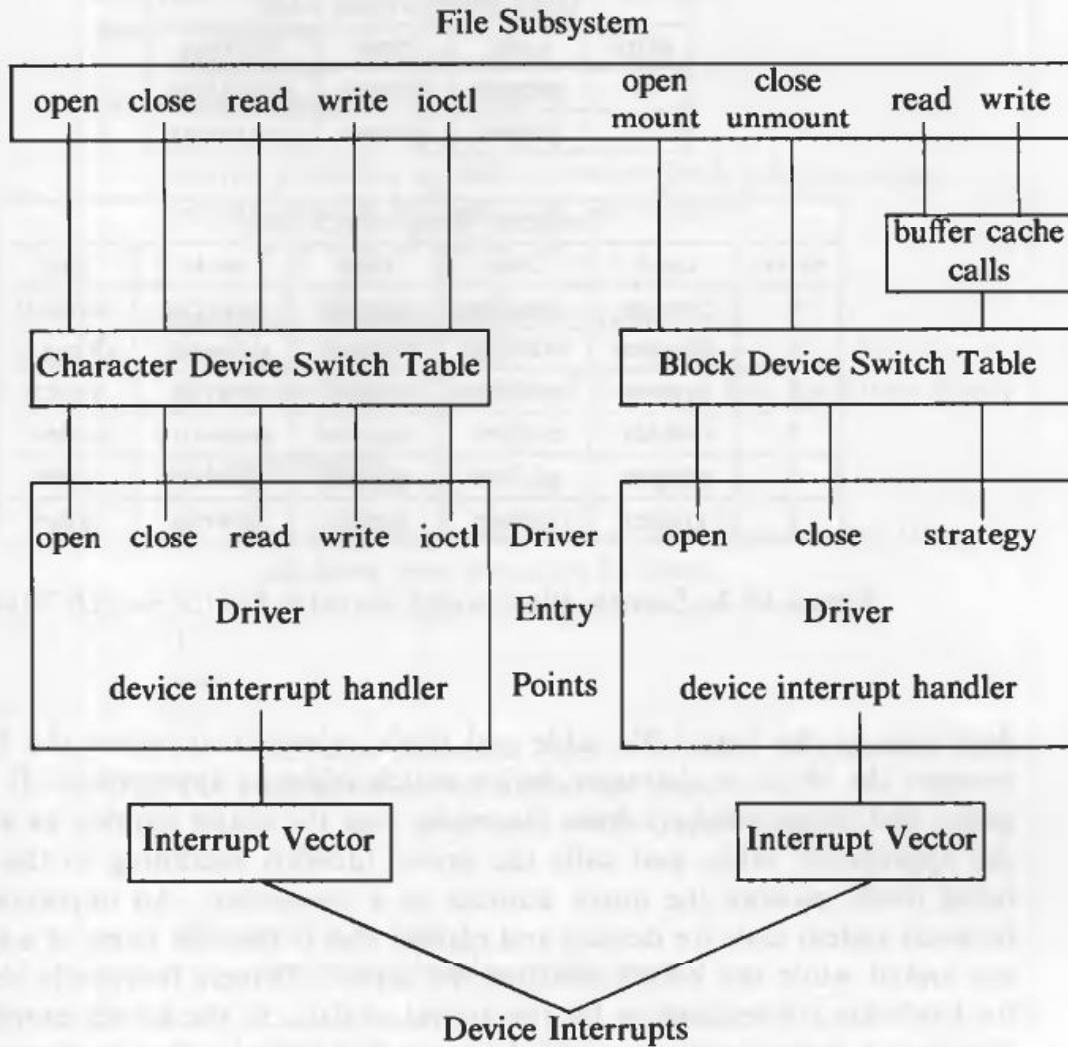 File Subsystem
open close read write ioctl
open mount
close unmount
read write
buffer cache calls
Character Device Switch Table
Block Device Switch Table
open close read write ioctl
Driver Entry Points
open close strategy
Driver
device interrupt handler
Driver
device interrupt handler
Interrupt Vector
Interrupt Vector
Device Interrupts